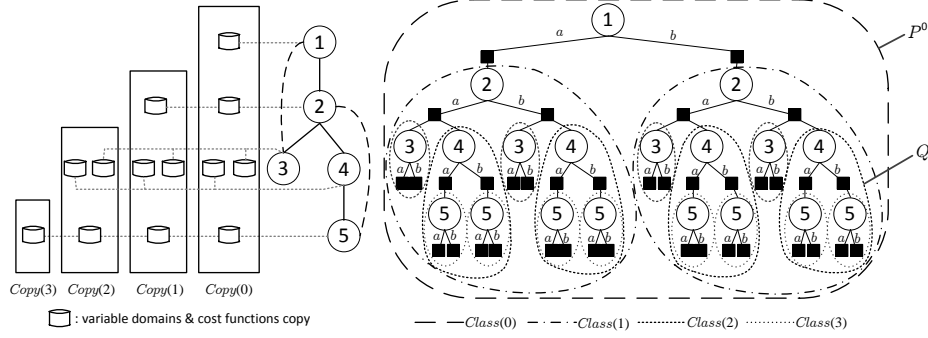 1
2
3
4
5
Copy(3)
Copy(2)
Copy(1)
Copy(0)
: variable domains & cost functions copy
1
P⁰
a
b
2
2
a
b
a
b
3
4
3
4
3
4
3
4
Q
a b
a
b
a b
a
b
a b
a
b
a b
a
b
5
5
5
5
5
5
5
5
a b
a b
a b
a b
a b
a b
a b
a b
Class(0)
Class(1)
Class(2)
Class(3)